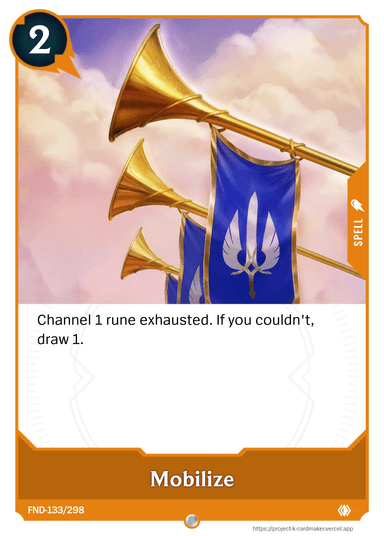 2
SPELL
Channel 1 rune exhausted. If you couldn't,
draw 1.
Mobilize
FND-133/298
https://project-k-cardmaker.vercel.app